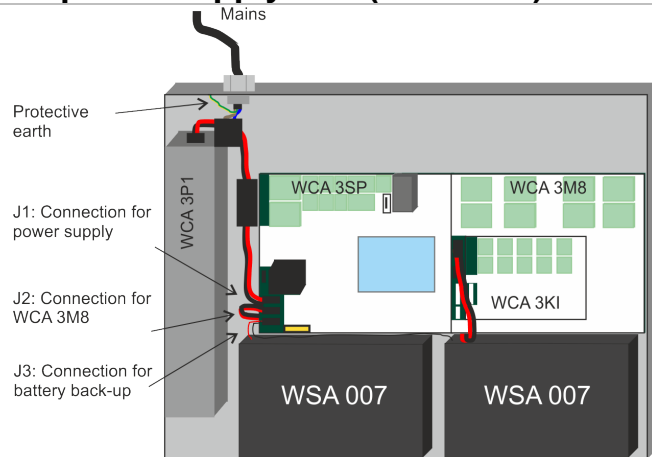 Mains
Protective
earth
WCA 3P1
WCA 3SP
WCA 3M8
J1: Connection for
power supply
J2: Connection for
WCA 3M8
WCA 3KI
J3: Connection for
battery back-up
WSA 007
WSA 007